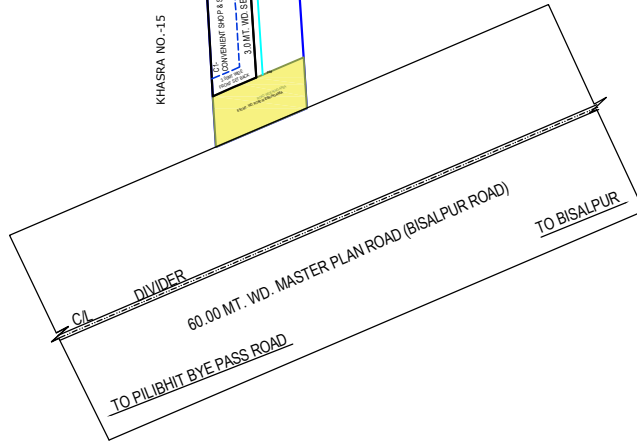 KHASRA NO.-15
CONVENIENT SHOP & S
3.0 MT. WD. SE
C/L
DIVIDER
60.00 MT. WD. MASTER PLAN ROAD (BISALPUR ROAD)
TO BISALPUR
TO PILIBHIT BYE PASS ROAD